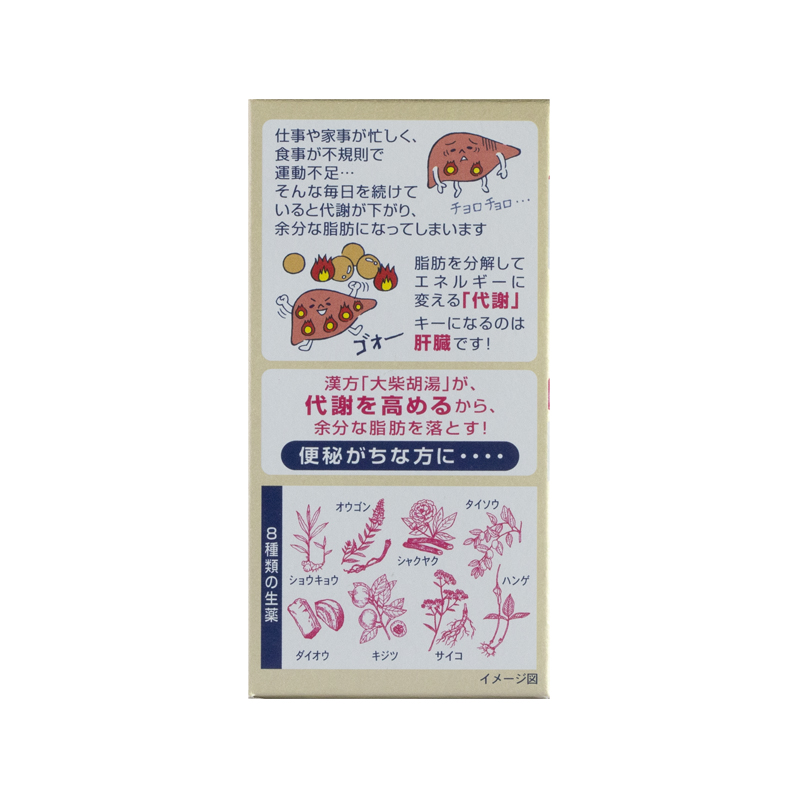 仕事や家事が忙しく、
食事が不規則で
運動不足…
そんな毎日を続けて
いると代謝が下がり、
余分な脂肪になってしまいます
チョロチョロ…
脂肪を分解して
エネルギーに
変える「代謝」
キーになるのは
肝臓です!
ゴォー
漢方「大柴胡湯」が、
代謝を高めるから、
余分な脂肪を落とす!
便秘がちな方に・・・・
8種類の生薬
オウゴン
タイソウ
シャクヤク
ショウキョウ
ハンゲ
ダイオウ
キジツ
サイコ
イメージ図